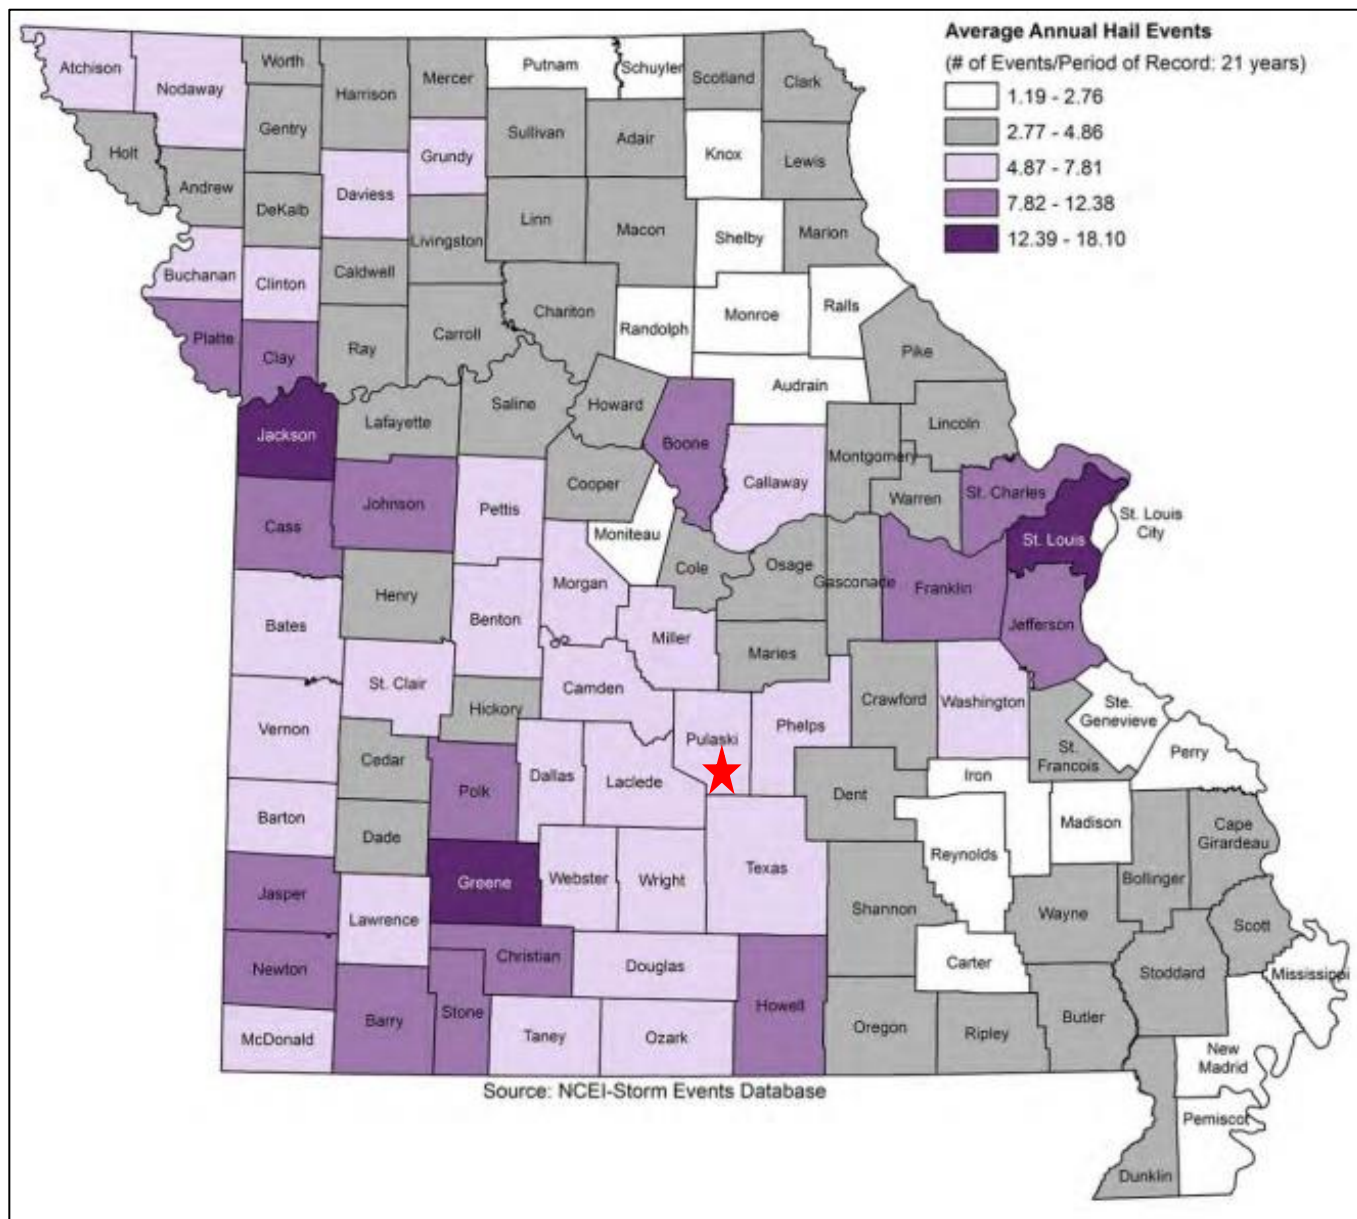 Average Annual Hail Events
(# of Events/Period of Record: 21 years)
1.19 - 2.76
2.77 - 4.86
4.87 - 7.81
7.82 - 12.38
12.39 - 18.10
Atchison
Nodaway
Worth
Harrison
Mercer
Putnam
Schuyler
Scotland
Clark
Holt
Gentry
Grundy
Sullivan
Adair
Knox
Lewis
Andrew
DeKalb
Daviess
Livingston
Linn
Macon
Shelby
Marion
Buchanan
Clinton
Caldwell
Chariton
Randolph
Monroe
Ralls
Platte
Clay
Ray
Carroll
Audrain
Pike
Jackson
Lafayette
Saline
Howard
Boone
Callaway
Montgomery
Lincoln
Cass
Johnson
Pettis
Cooper
Moniteau
Warren
St. Charles
St. Louis
St. Louis
City
Bates
Henry
Benton
Morgan
Cole
Osage
Gasconade
Franklin
Jefferson
Miller
Maries
St. Clair
Camden
Vernon
Hickory
Pulaski
Phelps
Crawford
Washington
Ste.
Genevieve
St.
Francois
Perry
Cedar
Polk
Dallas
Laclede
Dent
Iron
Madison
Barton
Dade
Reynolds
Bollinger
Cape
Girardeau
Jasper
Lawrence
Greene
Webster
Wright
Texas
Shannon
Wayne
Scott
Newton
Christian
Douglas
Howell
Carter
Stoddard
Mississippi
McDonald
Barry
Stone
Taney
Ozark
Oregon
Ripley
Butler
New
Madrid
Pemiscot
Dunklin
Source: NCEI-Storm Events Database